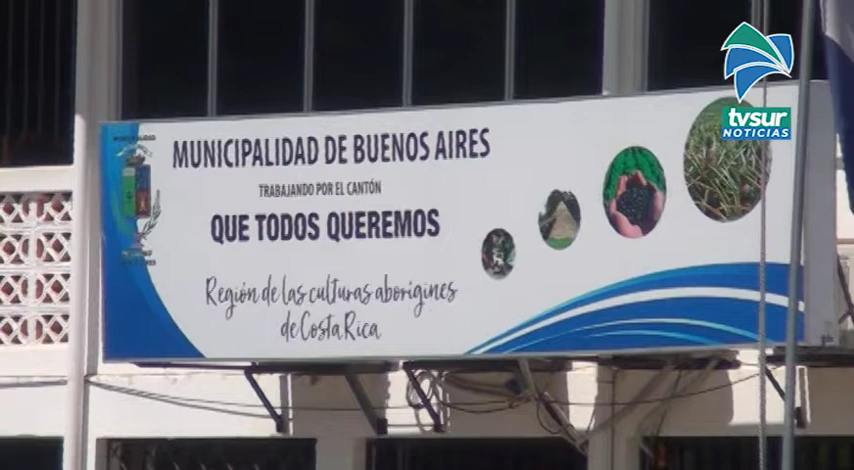 tvsur
NOTICIAS
MUNICIPALIDAD DE BUENOS AIRES
TRABAJANDO POR EL CANTÓN
QUE TODOS QUEREMOS
Región de las culturas aborígenes
de Costa Rica